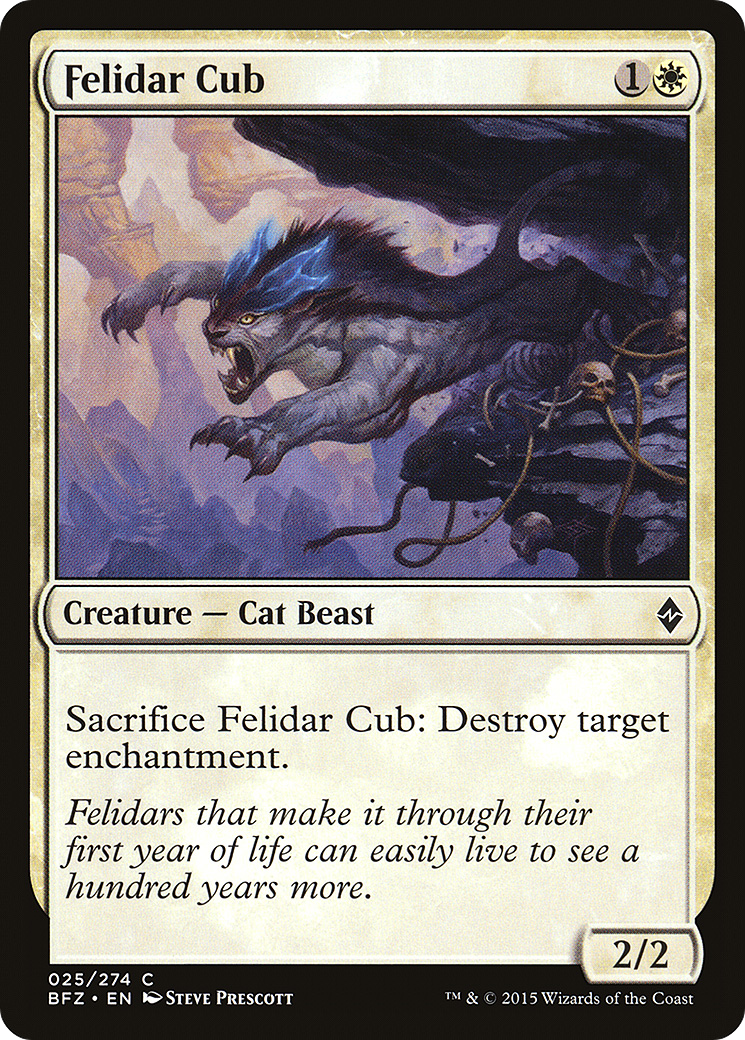 Felidar Cub 1
Creature — Cat Beast
Sacrifice Felidar Cub: Destroy target
enchantment.
Felidars that make it through their
first year of life can easily live to see a
hundred years more.
2/2
025/274 C
BFZ • EN Steve Prescott
™ & © 2015 Wizards of the Coast